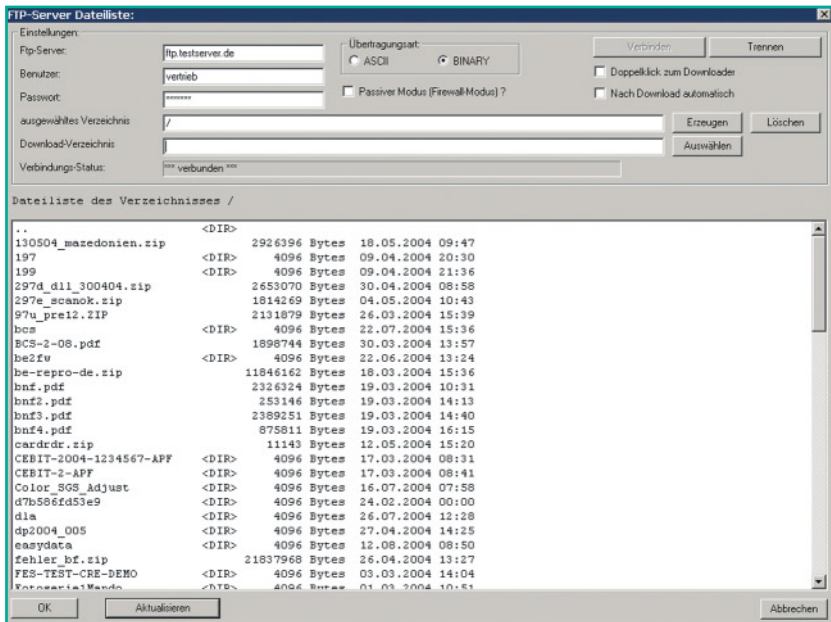 FTP-Server Dateiliste:
Einstellungen:
Ftp-Server: ftp.testserver.de
Benutzer: vertrieb
Passwort: *******
Übertragungsart:
ASCII BINARY
Passiver Modus (Firewall-Modus) ?
Verbinden Trennen
Doppelklick zum Downloader
Nach Download automatisch
ausgewähltes Verzeichnis / Erzeugen Löschen
Download-Verzeichnis Auswählen
Verbindungs-Status: *** verbunden ***
Dateiliste des Verzeichnisses /
.. <DIR>
130504_mazedonien.zip 2926396 Bytes 18.05.2004 09:47
197 <DIR> 4096 Bytes 09.04.2004 20:30
199 <DIR> 4096 Bytes 09.04.2004 21:36
297d_dll_300404.zip 2653070 Bytes 30.04.2004 08:58
297e_scanok.zip 1814269 Bytes 04.05.2004 10:43
97u_pre12.ZIP 2131879 Bytes 26.03.2004 15:39
bcs <DIR> 4096 Bytes 22.07.2004 15:36
BCS-2-08.pdf 1898744 Bytes 30.03.2004 13:57
be2fw <DIR> 4096 Bytes 22.06.2004 13:24
be-repro-de.zip 11846162 Bytes 18.03.2004 15:36
bnf.pdf 2326324 Bytes 19.03.2004 10:31
bnf2.pdf 253146 Bytes 19.03.2004 14:13
bnf3.pdf 2389251 Bytes 19.03.2004 14:40
bnf4.pdf 875811 Bytes 19.03.2004 16:15
cardrdr.zip 11143 Bytes 12.05.2004 15:20
CEBIT-2004-1234567-APF <DIR> 4096 Bytes 17.03.2004 08:31
CEBIT-2-APF <DIR> 4096 Bytes 17.03.2004 08:41
Color_SGS_Adjust <DIR> 4096 Bytes 16.07.2004 07:58
d7b586fd53e9 <DIR> 4096 Bytes 24.02.2004 00:00
dla <DIR> 4096 Bytes 26.07.2004 12:28
dp2004_005 <DIR> 4096 Bytes 27.04.2004 14:25
easydata <DIR> 4096 Bytes 12.08.2004 08:50
fehler_bf.zip 21837968 Bytes 26.04.2004 13:27
FES-TEST-CRE-DEMO <DIR> 4096 Bytes 03.03.2004 14:04
<DIR> 4096 Bytes 01.03.2004 10:51
OK Aktualisieren Abbrechen